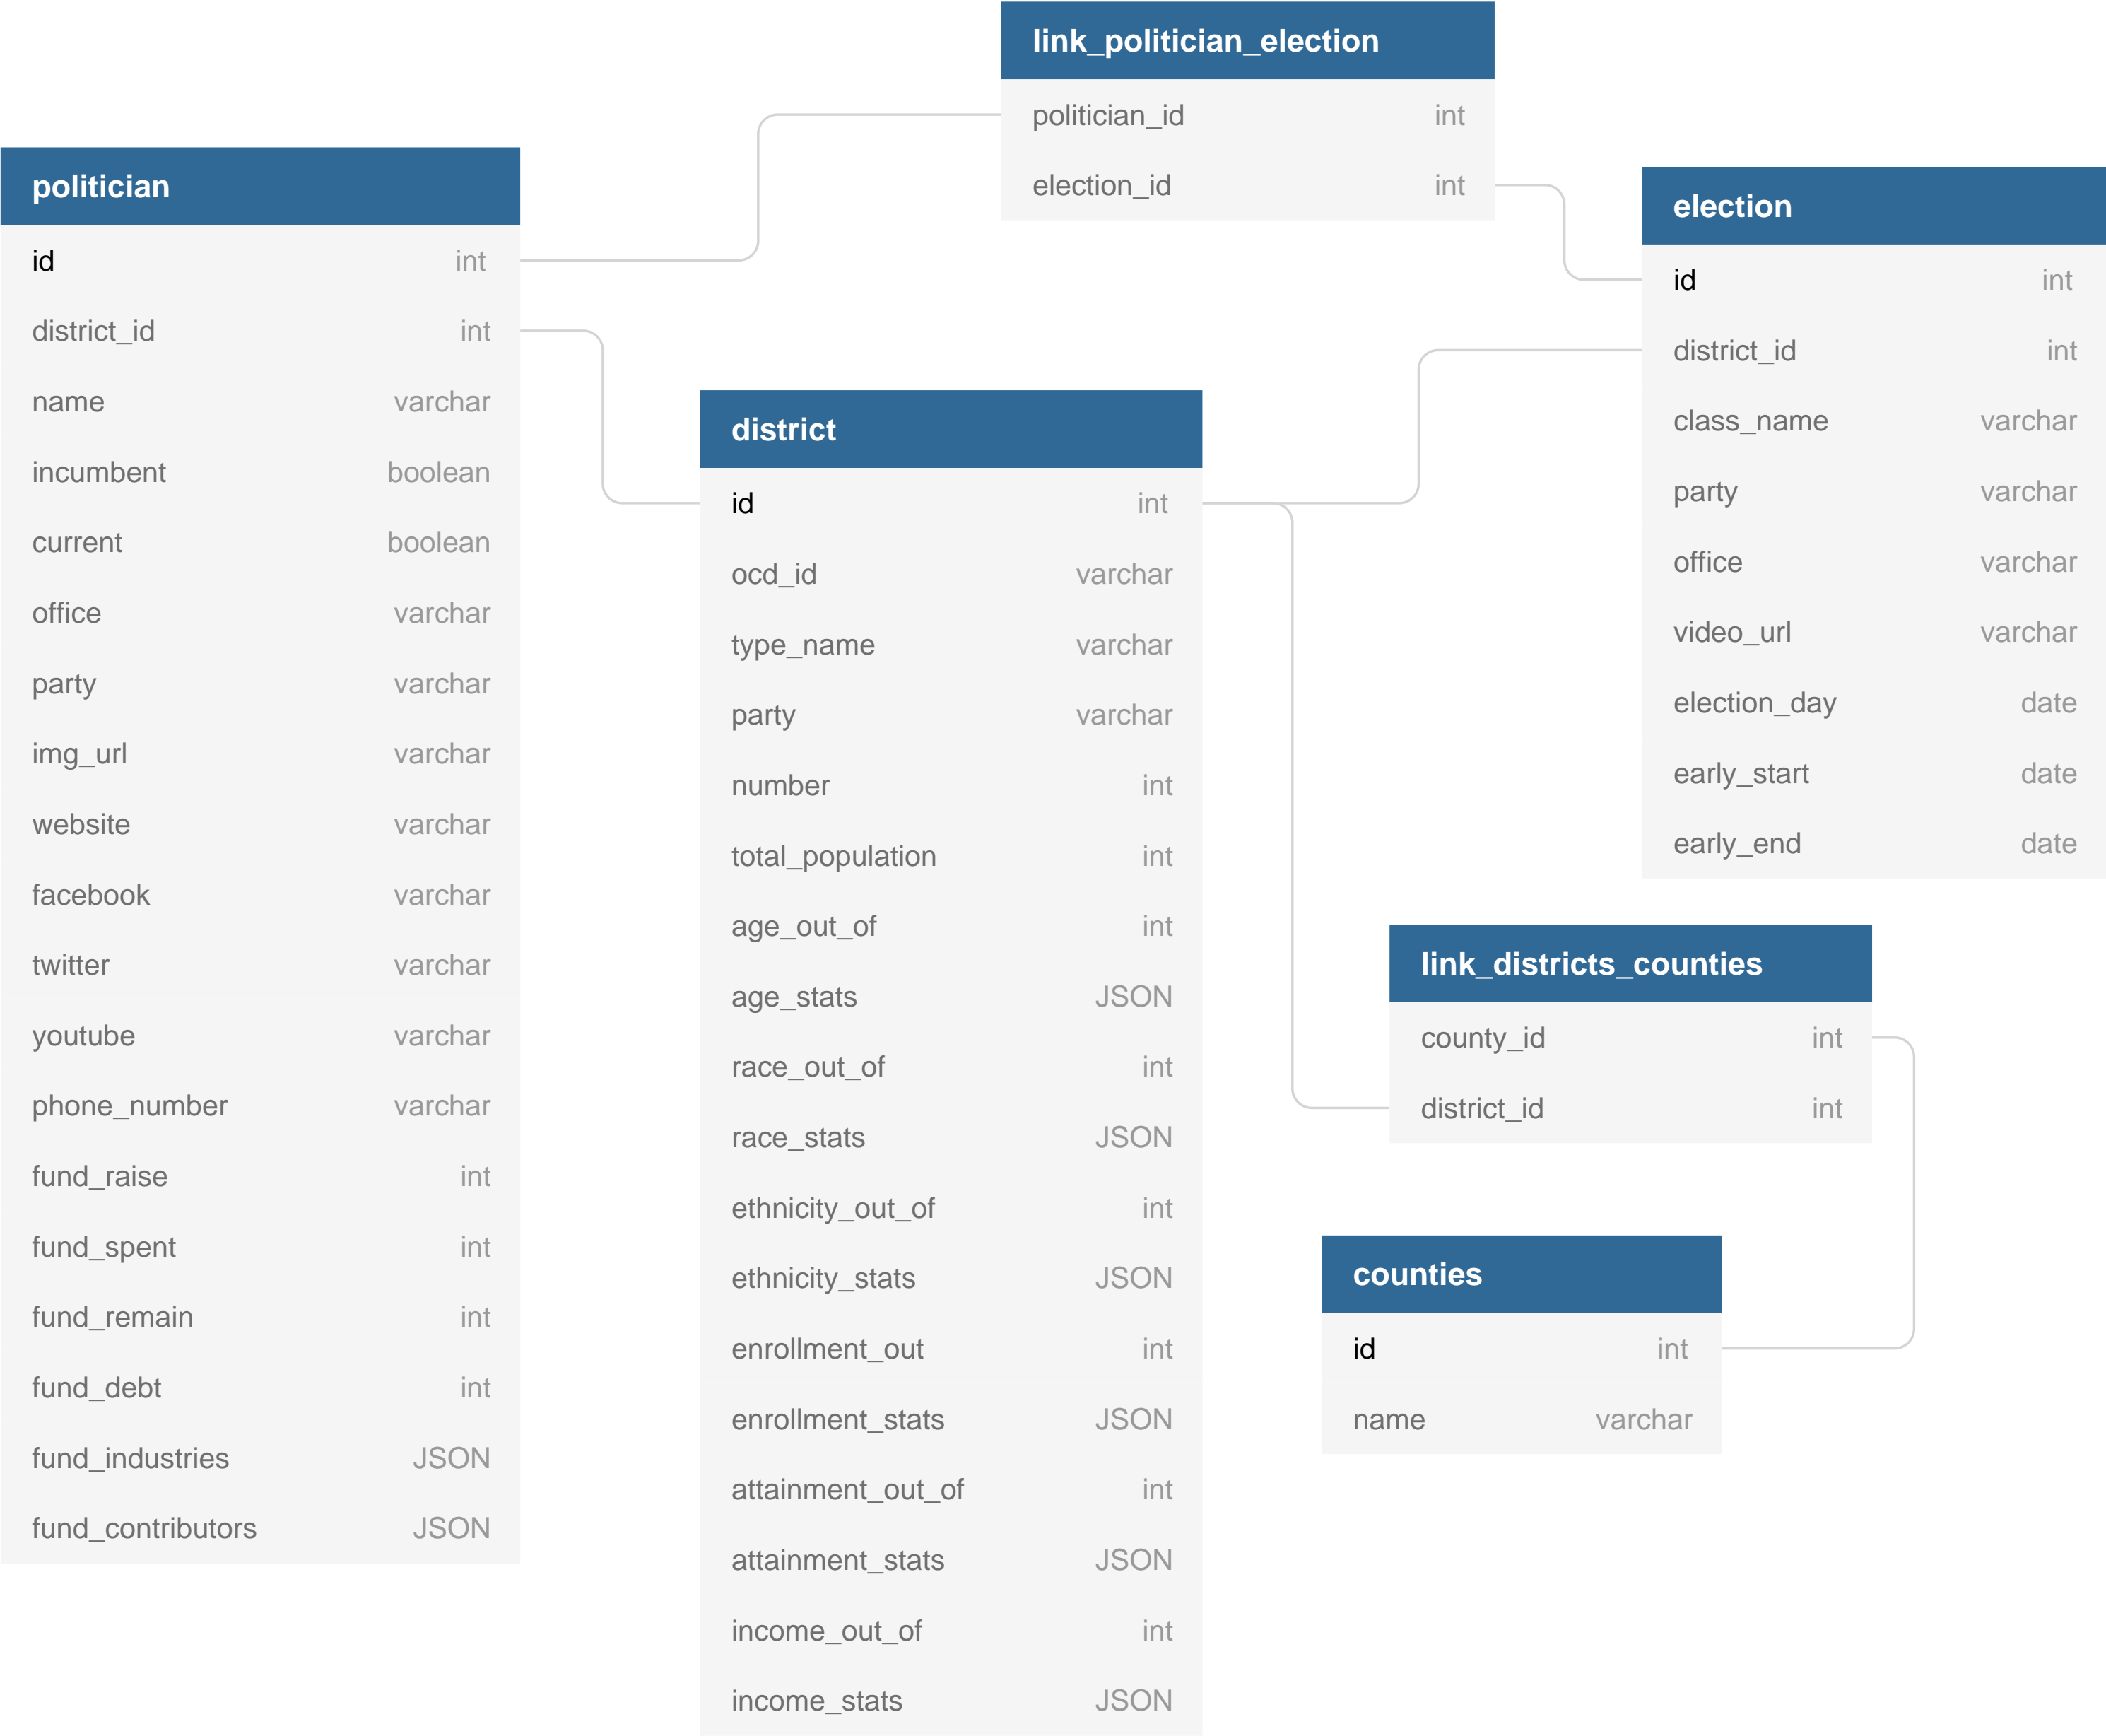 link_politician_election
politician_id int
election_id int
politician
id int
district_id int
name varchar
incumbent boolean
current boolean
office varchar
party varchar
img_url varchar
website varchar
facebook varchar
twitter varchar
youtube varchar
phone_number varchar
fund_raise int
fund_spent int
fund_remain int
fund_debt int
fund_industries JSON
fund_contributors JSON
district
id int
ocd_id varchar
type_name varchar
party varchar
number int
total_population int
age_out_of int
age_stats JSON
race_out_of int
race_stats JSON
ethnicity_out_of int
ethnicity_stats JSON
enrollment_out int
enrollment_stats JSON
attainment_out_of int
attainment_stats JSON
income_out_of int
income_stats JSON
election
id int
district_id int
class_name varchar
party varchar
office varchar
video_url varchar
election_day date
early_start date
early_end date
link_districts_counties
county_id int
district_id int
counties
id int
name varchar